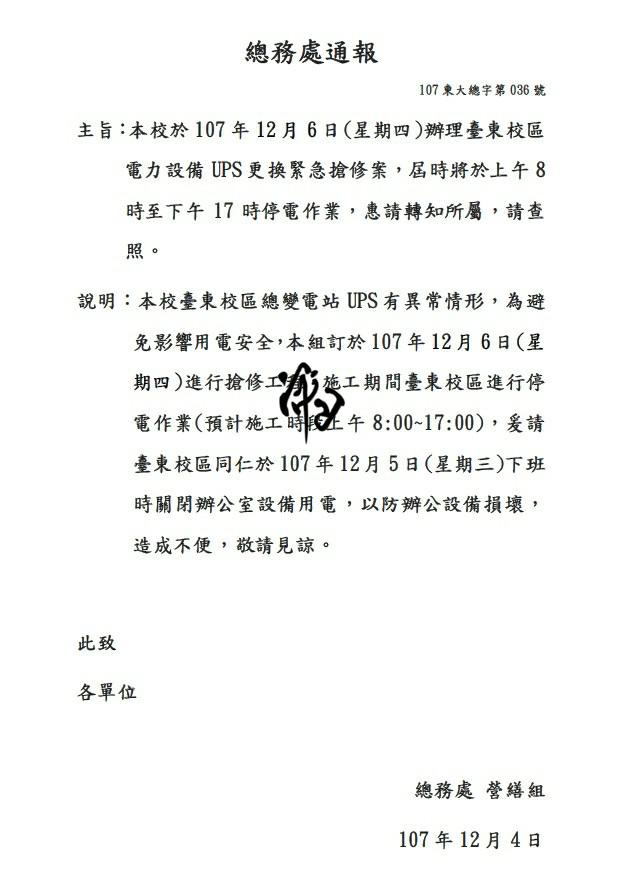 總務處通報
107東大總字第036號
主旨：本校於107年12月6日(星期四)辦理臺東校區
電力設備UPS更換緊急搶修案，屆時將於上午8
時至下午17時停電作業，惠請轉知所屬，請查
照。
說明：本校臺東校區總變電站UPS有異常情形，為避
免影響用電安全,本組訂於107年12月6日(星
期四)進行搶修工程，施工期間臺東校區進行停
電作業(預計施工時段上午8:00~17:00)，爰請
臺東校區同仁於107年12月5日(星期三)下班
時關閉辦公室設備用電，以防辦公設備損壞，
造成不便，敬請見諒。
此致
各單位
總務處 營繕組
107年12月4日